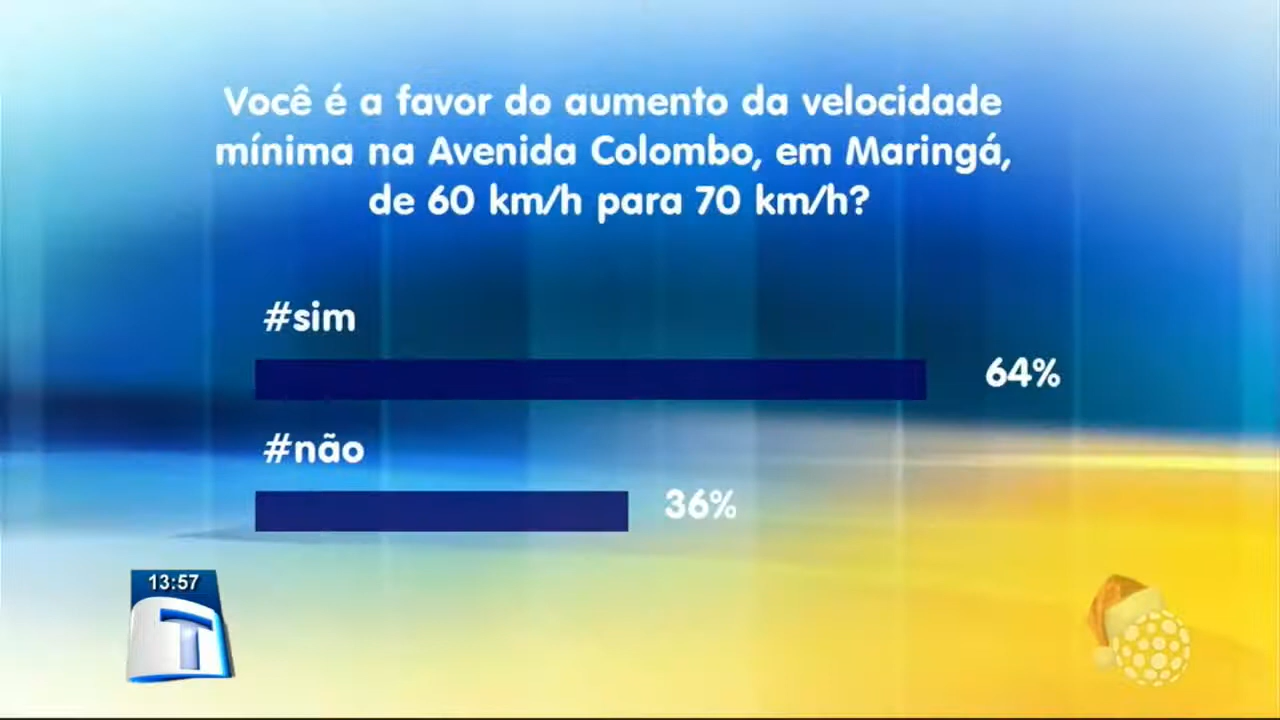 Você é a favor do aumento da velocidade
mínima na Avenida Colombo, em Maringá,
de 60 km/h para 70 km/h?
#sim
64%
#não
36%
13:57
T